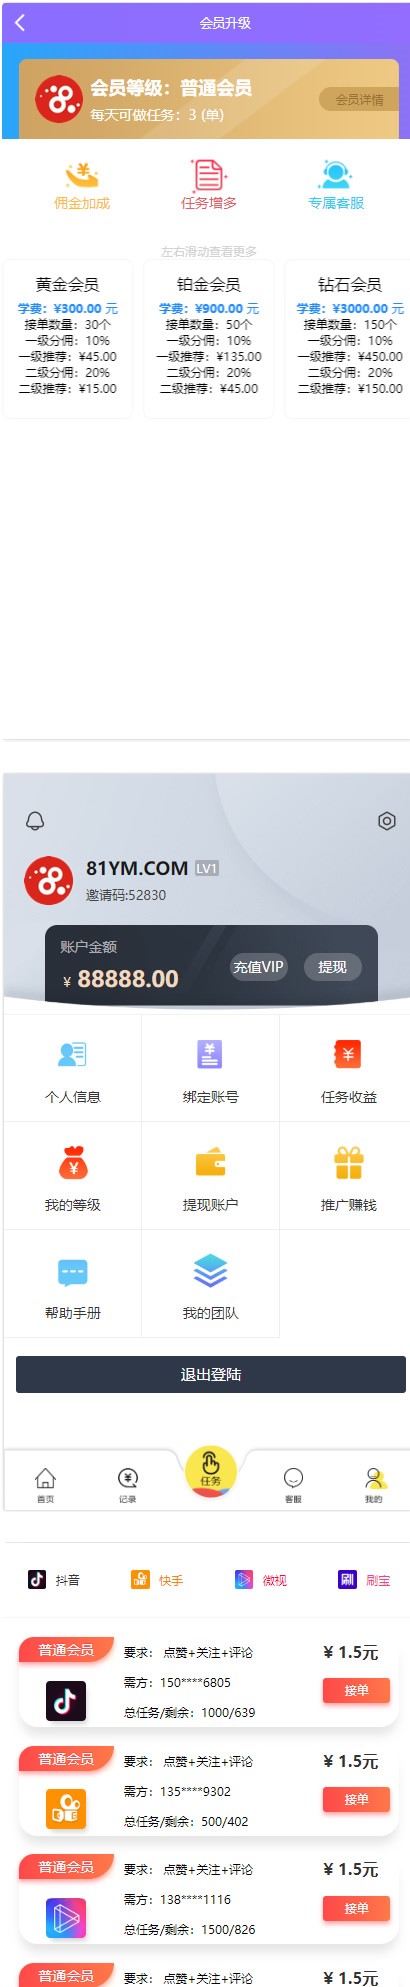 会员升级
会员等级：普通会员
每天可做任务：3 (单)
会员详情
佣金加成
任务增多
专属客服
左右滑动查看更多
黄金会员
学费：¥300.00 元
接单数量：30个
一级分佣：10%
一级推荐：¥45.00
二级分佣：20%
二级推荐：¥15.00
铂金会员
学费：¥900.00 元
接单数量：50个
一级分佣：10%
一级推荐：¥135.00
二级分佣：20%
二级推荐：¥45.00
钻石会员
学费：¥3000.00 元
接单数量：150个
一级分佣：10%
一级推荐：¥450.00
二级分佣：20%
二级推荐：¥150.00
81YM.COM LV1
邀请码:52830
账户金额
¥ 88888.00
充值VIP
提现
个人信息
绑定账号
任务收益
我的等级
提现账户
推广赚钱
帮助手册
我的团队
退出登陆
首页
记录
任务
客服
我的
抖音
快手
微视
刷 刷宝
普通会员
要求： 点赞+关注+评论
¥ 1.5元
需方：150****6805
接单
总任务/剩余：1000/639
普通会员
要求： 点赞+关注+评论
¥ 1.5元
需方：135****9302
接单
总任务/剩余：500/402
普通会员
要求： 点赞+关注+评论
¥ 1.5元
需方：138****1116
接单
总任务/剩余：1500/826
普通会员
要求： 点赞+关注+评论
¥ 1.5元